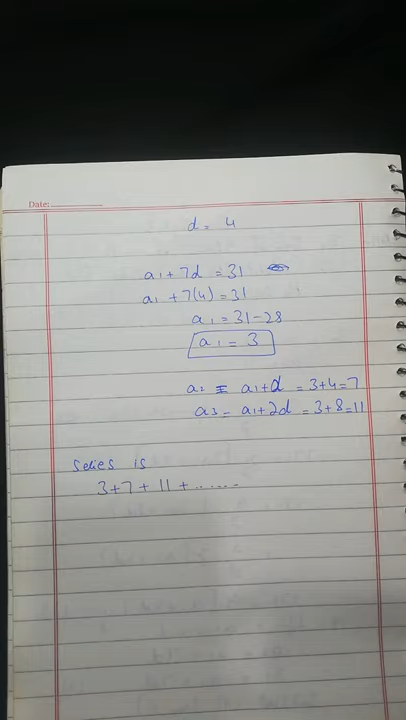 Date:
d = 4
a1 + 7d = 31
a1 + 7(4) = 31
a1 = 31 - 28
a1 = 3
a2 = a1 + d = 3+4=7
a3 = a1 + 2d = 3+8=11
Series is
3+7+11+.......